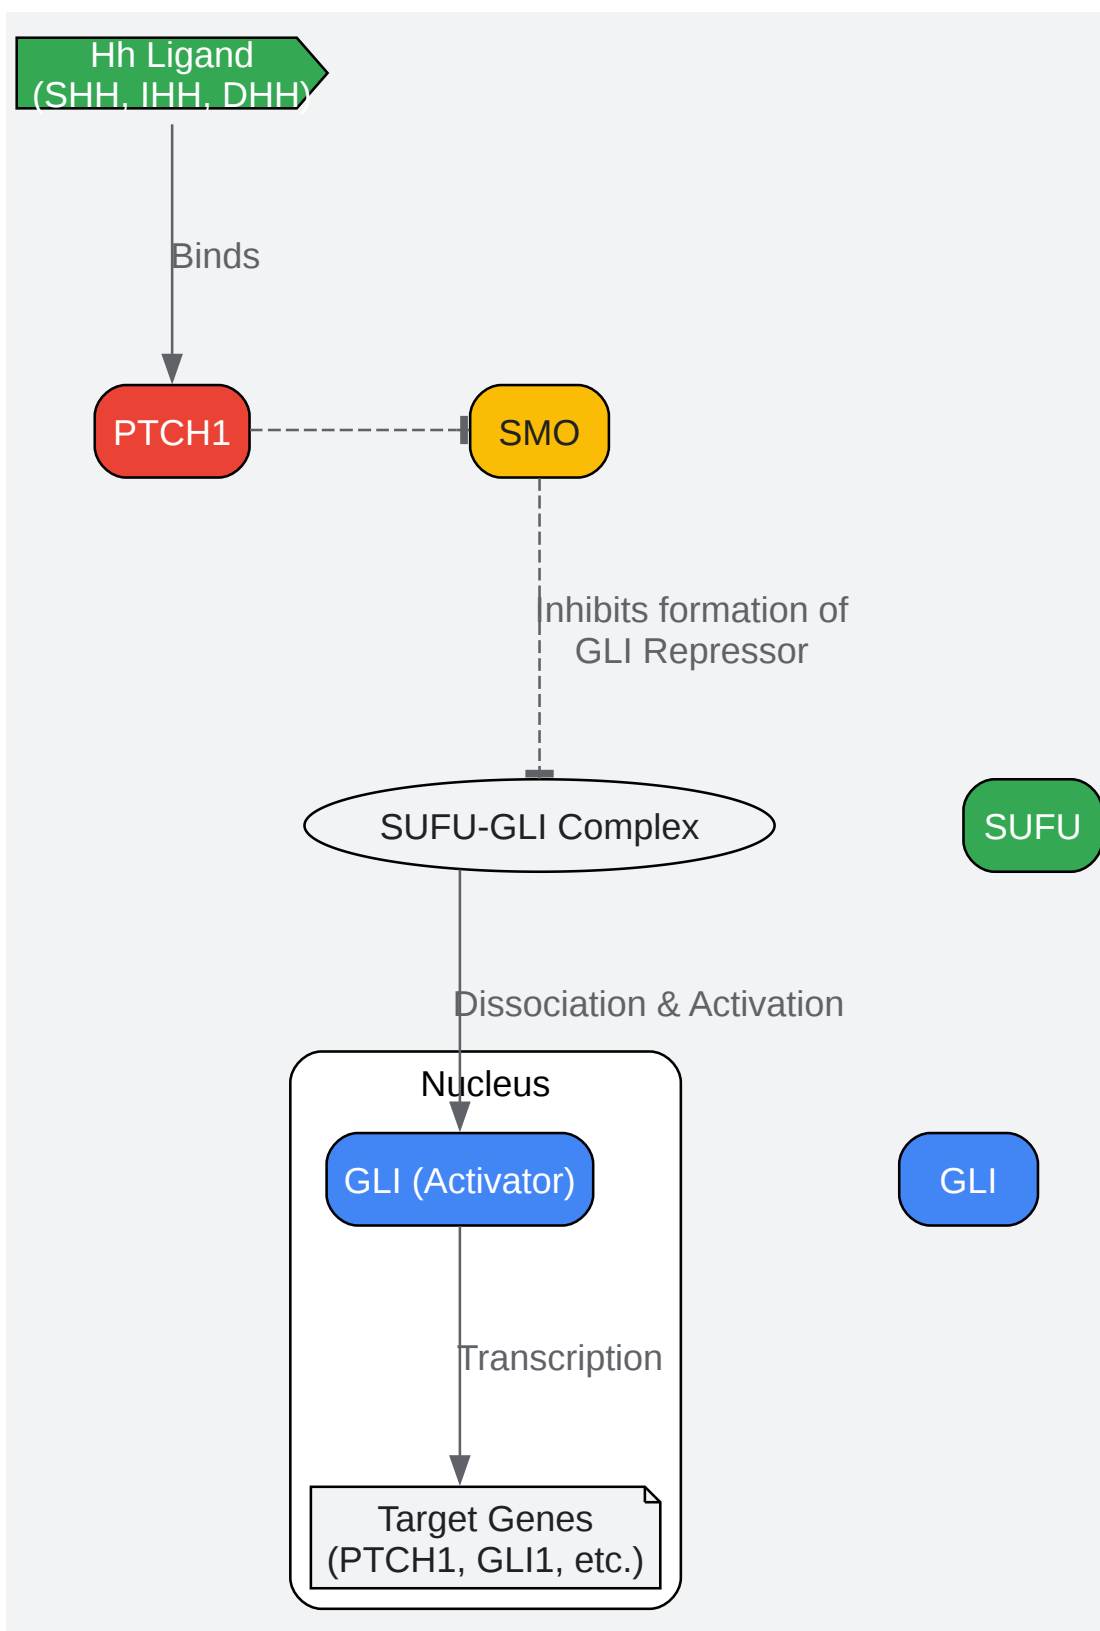 Hh Ligand
(SHH, IHH, DHH)
Binds
PTCH1
SMO
Inhibits formation of
GLI Repressor
SUFU-GLI Complex
SUFU
Dissociation & Activation
Nucleus
GLI (Activator)
GLI
Transcription
Target Genes
(PTCH1, GLI1, etc.)